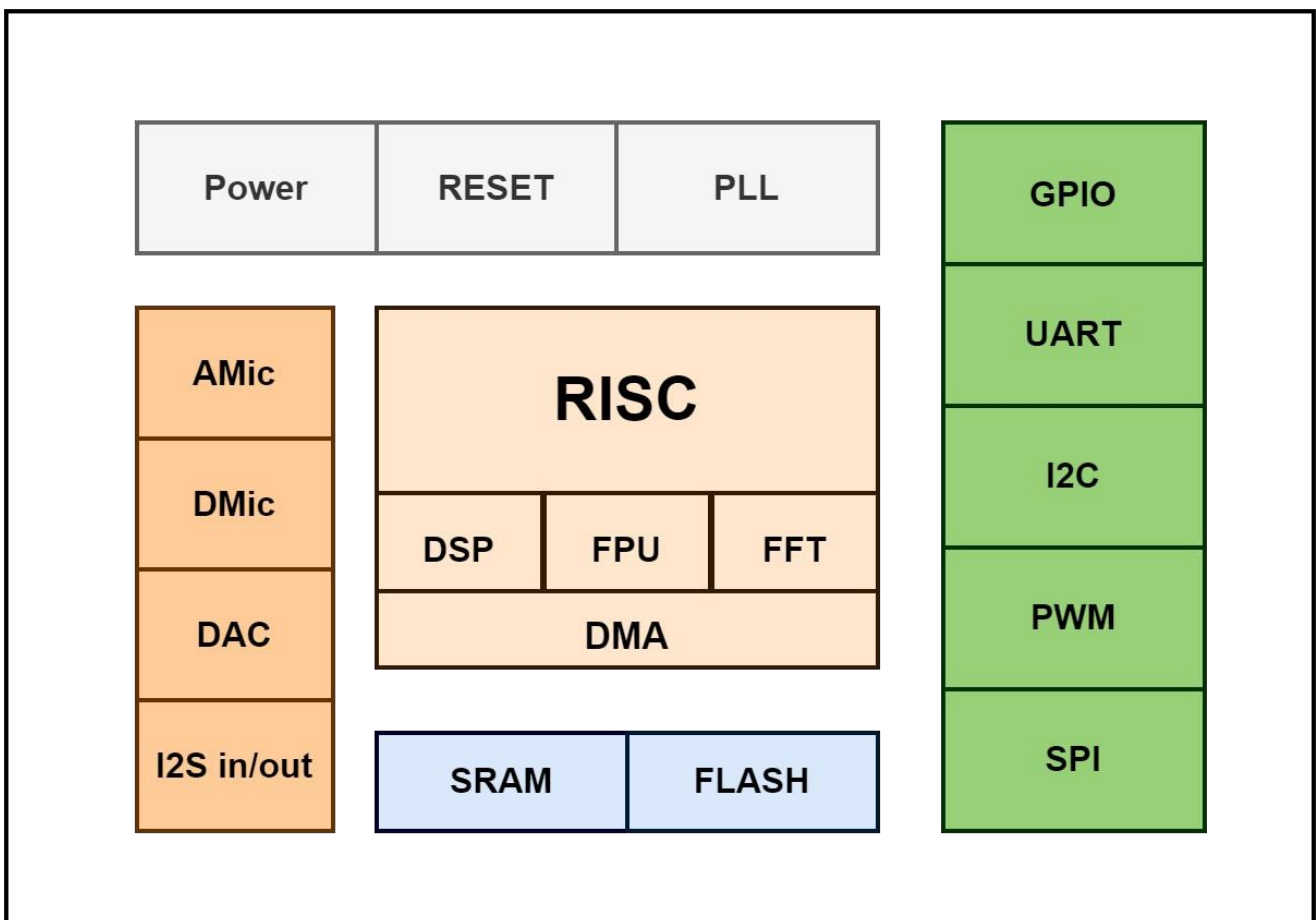 Power
RESET
PLL
GPIO
UART
I2C
PWM
SPI
AMic
DMic
DAC
I2S in/out
RISC
DSP
FPU
FFT
DMA
SRAM
FLASH